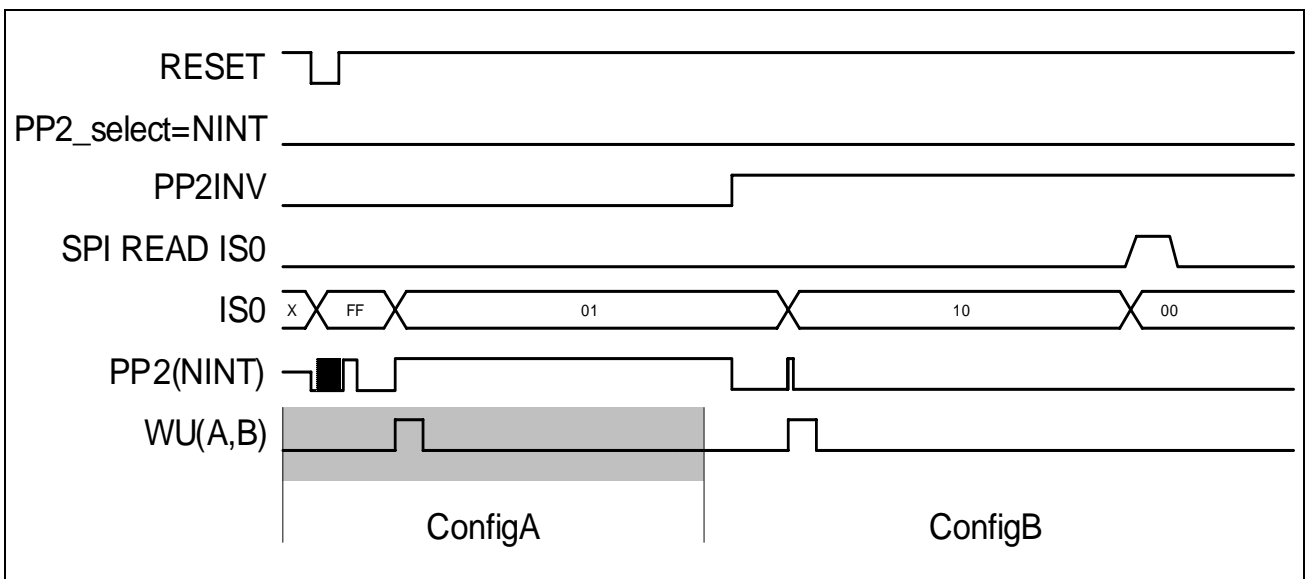 RESET
PP2_select=NINT
PP2INV
SPI READ IS0
IS0 X FF 01 10 00
PP2(NINT)
WU(A,B)
ConfigA ConfigB